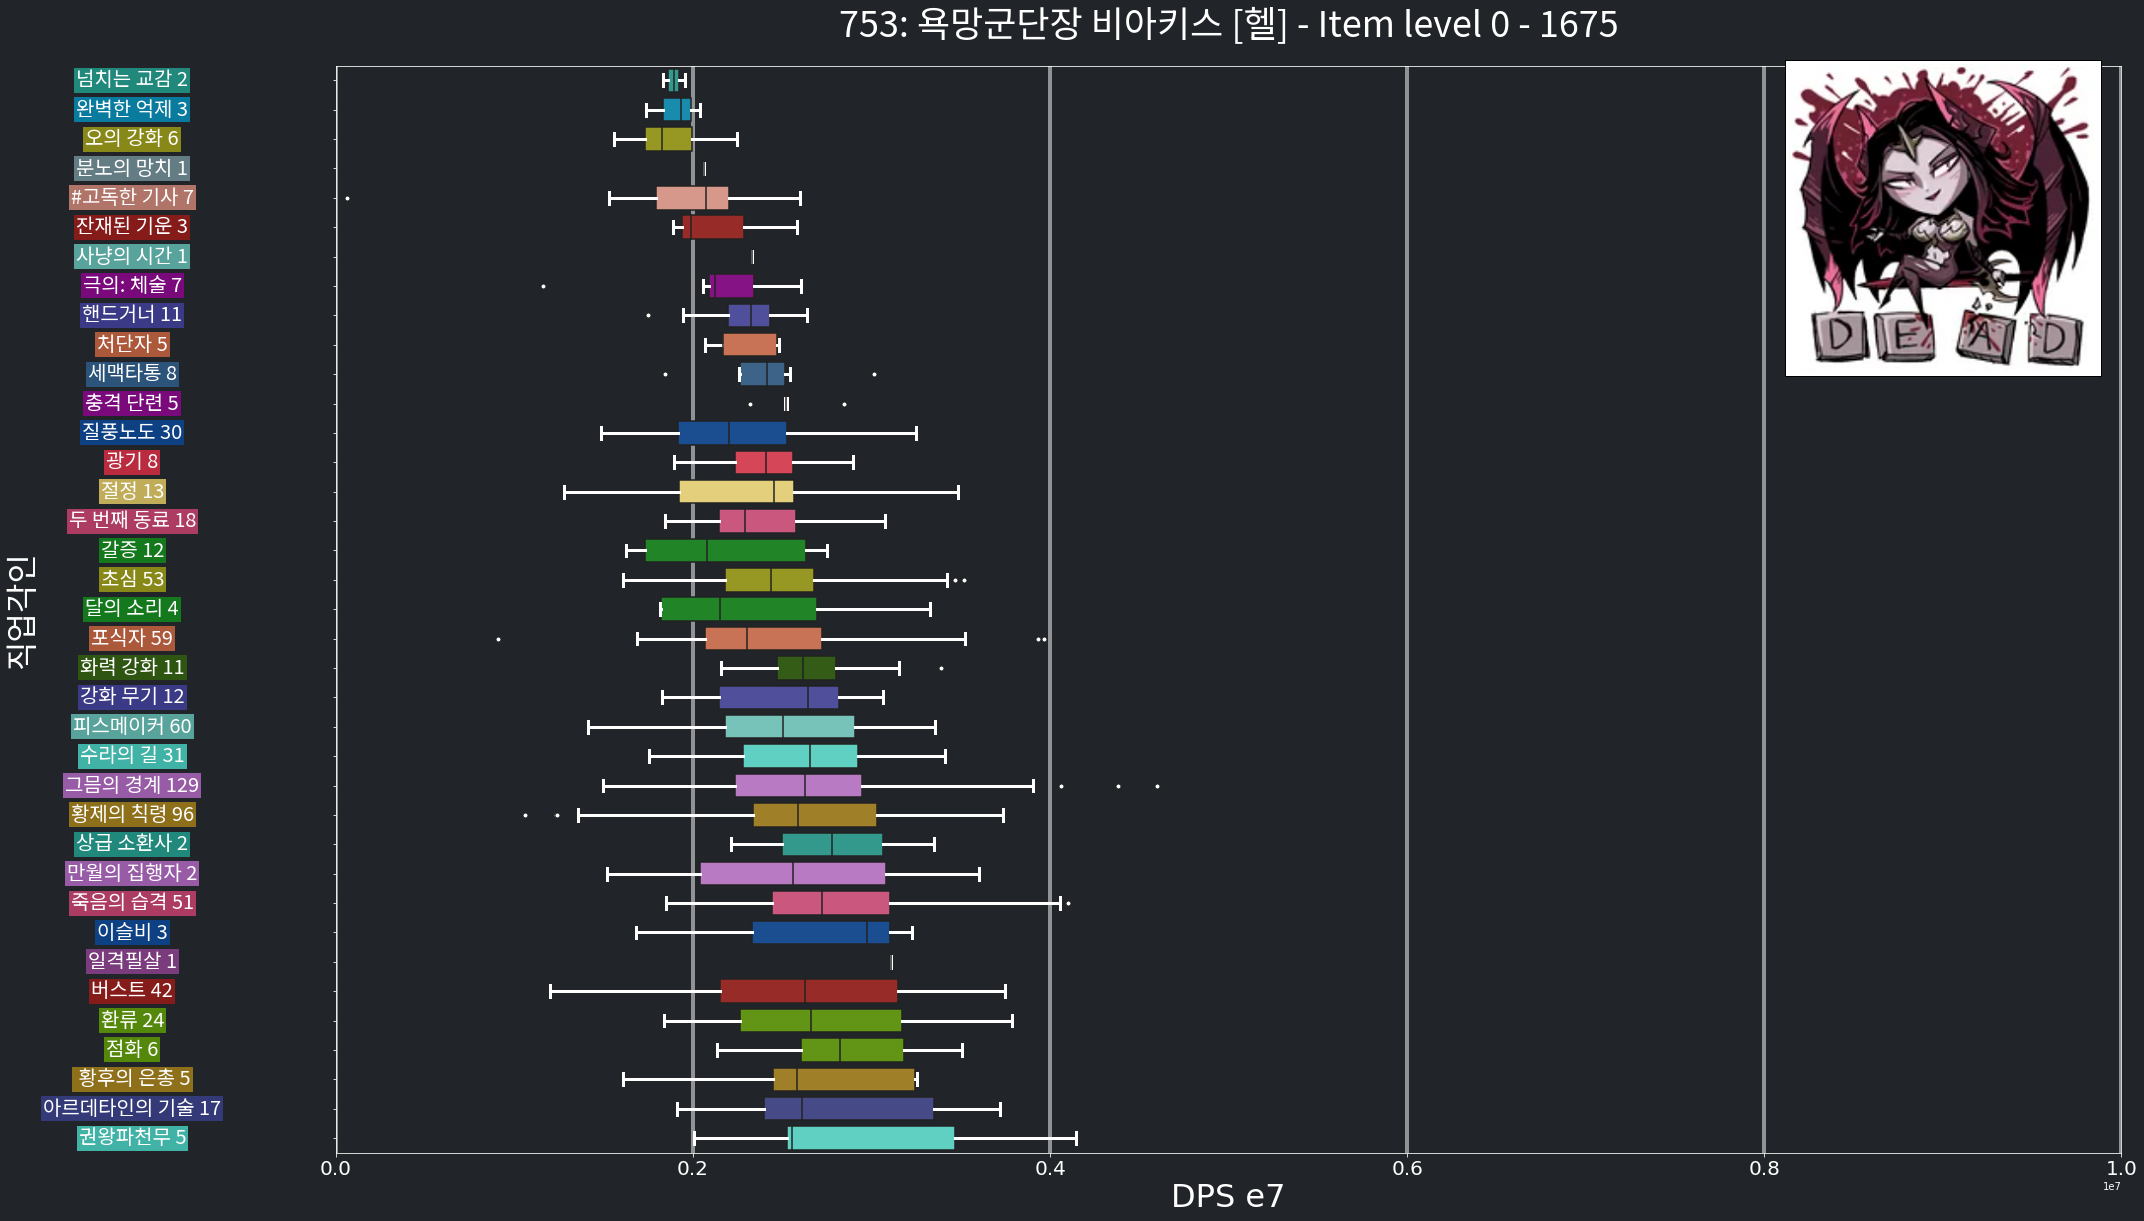 753: 욕망군단장 비아키스 [헬] - Item level 0 - 1675
넘치는 교감 2
완벽한 억제 3
오의 강화 6
분노의 망치 1
#고독한 기사 7
잔재된 기운 3
사냥의 시간 1
극의: 체술 7
핸드거너 11
처단자 5
세맥타통 8
충격 단련 5
질풍노도 30
광기 8
절정 13
두 번째 동료 18
갈증 12
초심 53
달의 소리 4
포식자 59
화력 강화 11
강화 무기 12
피스메이커 60
수라의 길 31
그믐의 경계 129
황제의 칙령 96
상급 소환사 2
만월의 집행자 2
죽음의 습격 51
이슬비 3
일격필살 1
버스트 42
환류 24
점화 6
황후의 은총 5
아르데타인의 기술 17
권왕파천무 5
직업각인
0.0 0.2 0.4 0.6 0.8 1.0
1e7
DPS e7
D E A D